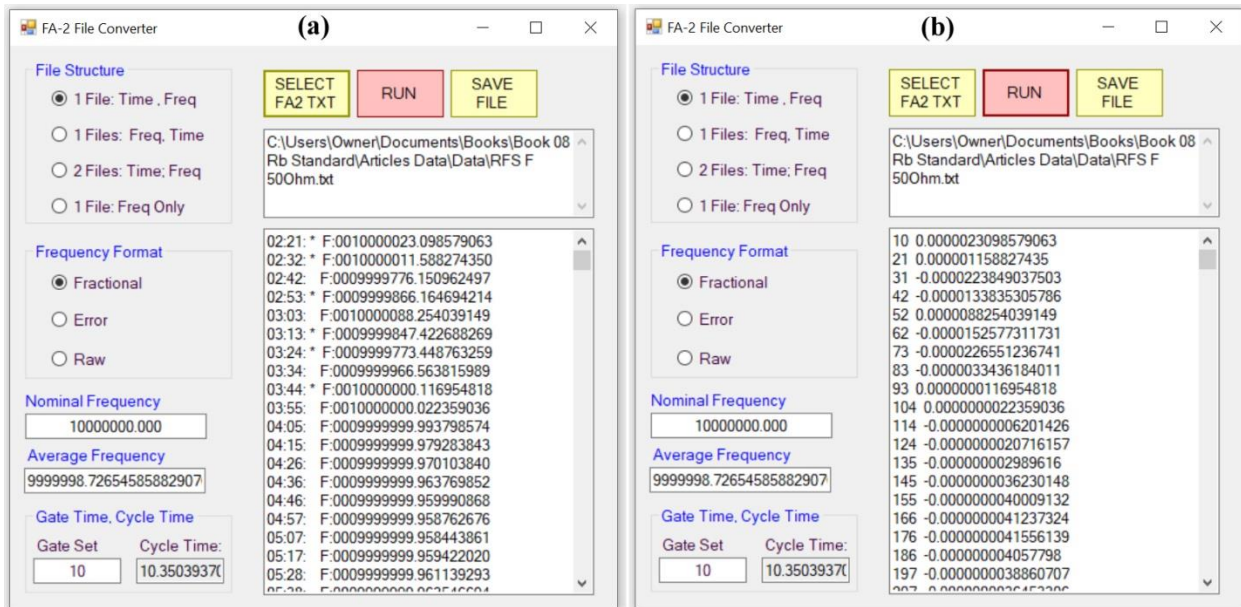 (a)
FA-2 File Converter
File Structure
1 File: Time , Freq
1 Files: Freq, Time
2 Files: Time; Freq
1 File: Freq Only
SELECT FA2 TXT
RUN
SAVE FILE
C:\Users\Owner\Documents\Books\Book 08
Rb Standard\Articles Data\Data\RFS F
50Ohm.txt
Frequency Format
Fractional
Error
Raw
Nominal Frequency
10000000.000
Average Frequency
9999998.7265458588290
Gate Time, Cycle Time
Gate Set
Cycle Time:
10
10.3503937
02:21: * F:0010000023.098579063
02:32: * F:0010000011.588274350
02:42: F:0009999776.150962497
02:53: * F:0009999866.164694214
03:03: F:0010000088.254039149
03:13: * F:0009999847.422688269
03:24: * F:0009999773.448763259
03:34: F:0009999966.563815989
03:44: * F:0010000000.116954818
03:55: F:0010000000.022359036
04:05: F:0009999999.993798574
04:15: F:0009999999.979283843
04:26: F:0009999999.970103840
04:36: F:0009999999.963769852
04:46: F:0009999999.959990868
04:57: F:0009999999.958762676
05:07: F:0009999999.958443861
05:17: F:0009999999.959422020
05:28: F:0009999999.961139293
(b)
FA-2 File Converter
File Structure
1 File: Time , Freq
1 Files: Freq, Time
2 Files: Time; Freq
1 File: Freq Only
SELECT FA2 TXT
RUN
SAVE FILE
C:\Users\Owner\Documents\Books\Book 08
Rb Standard\Articles Data\Data\RFS F
50Ohm.txt
Frequency Format
Fractional
Error
Raw
Nominal Frequency
10000000.000
Average Frequency
9999998.7265458588290
Gate Time, Cycle Time
Gate Set
Cycle Time:
10
10.3503937
10 0.0000023098579063
21 0.000001158827435
31 -0.0000223849037503
42 -0.0000133835305786
52 0.0000088254039149
62 -0.0000152577311731
73 -0.0000226551236741
83 -0.0000033436184011
93 0.0000000116954818
104 0.0000000022359036
114 -0.0000000006201426
124 -0.0000000020716157
135 -0.000000002989616
145 -0.0000000036230148
155 -0.0000000040009132
166 -0.0000000041237324
176 -0.0000000041556139
186 -0.000000004057798
197 -0.0000000038860707